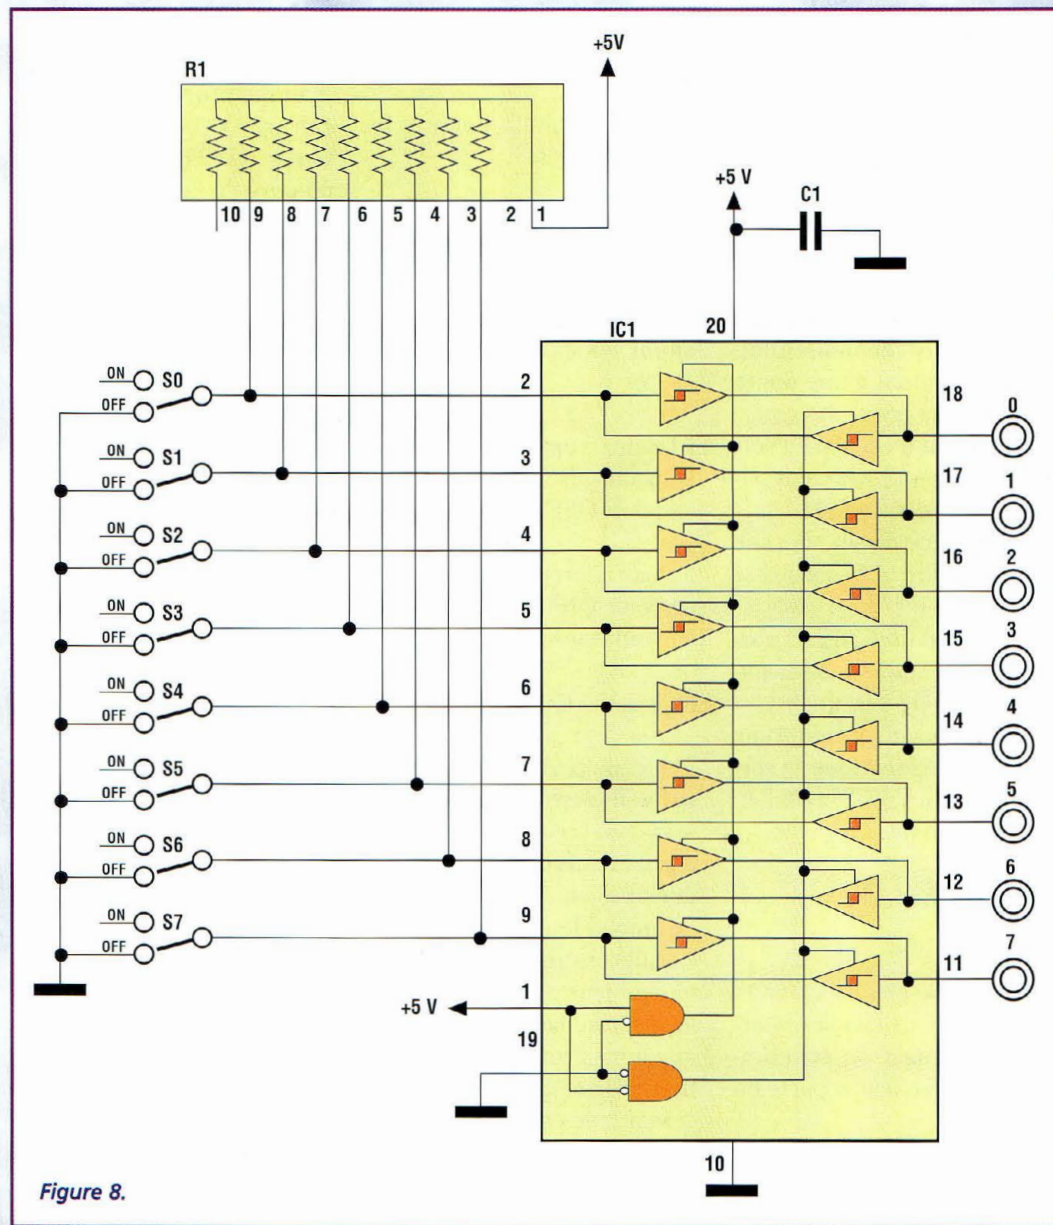 +5V
R1
10 9 8 7 6 5 4 3 2 1
+5 V
C1
IC1
20
ON
S0
OFF
2
18
0
ON
S1
OFF
3
17
1
ON
S2
OFF
4
16
2
ON
S3
OFF
5
15
3
ON
S4
OFF
6
14
4
ON
S5
OFF
7
13
5
ON
S6
OFF
8
12
6
ON
S7
OFF
9
11
7
+5 V
1
19
10
Figure 8.